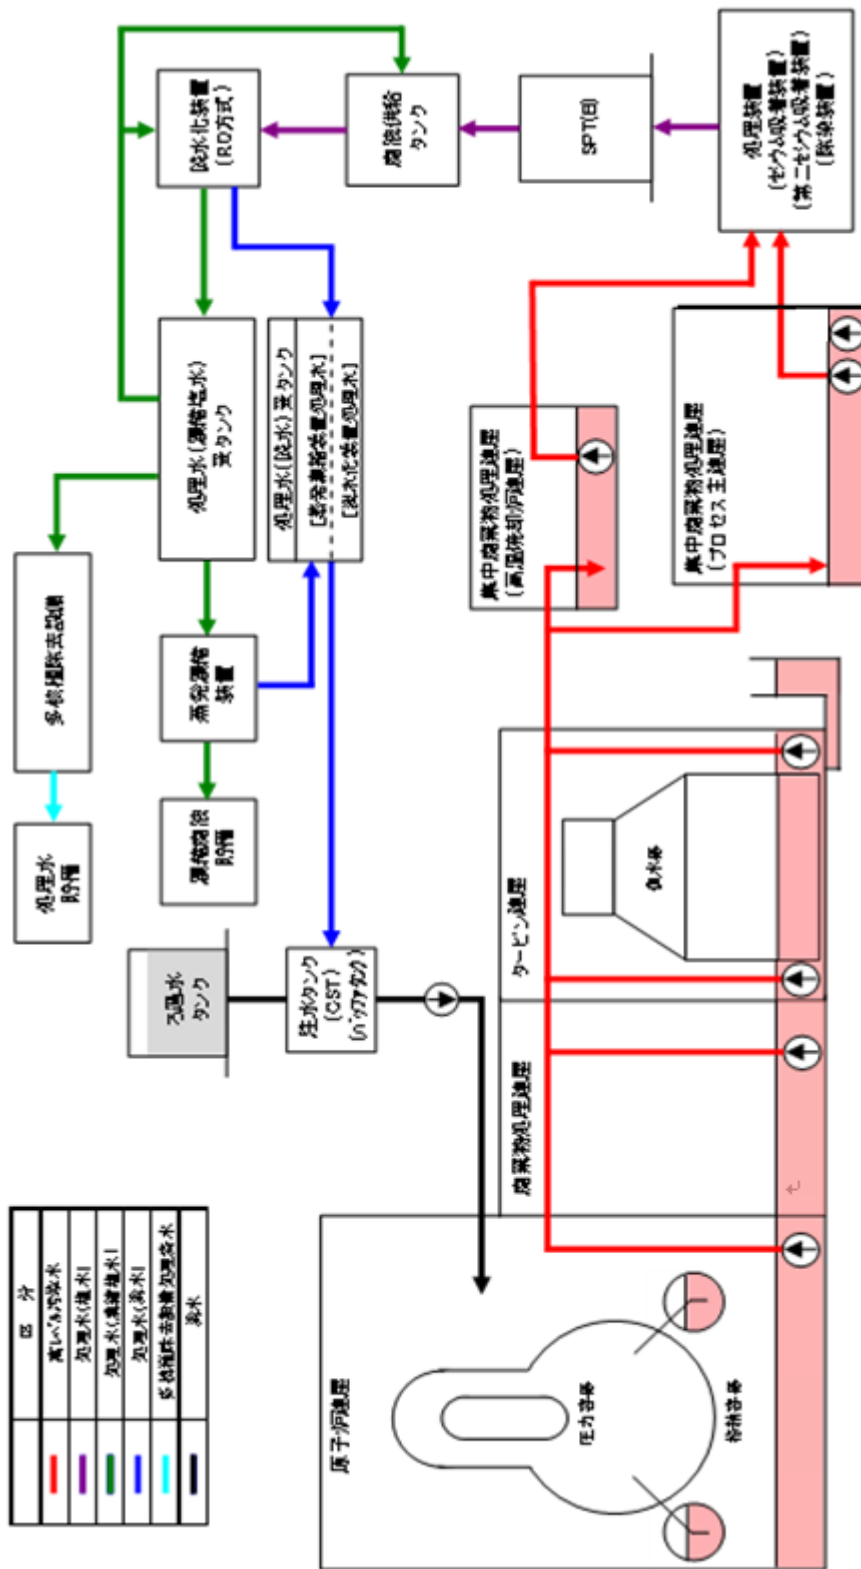 区 分
高レベル汚染水
処理水(塩水)
処理水(濃縮塩水)
処理水(淡水)
多核種除去設備処理済水
淡水
原子炉建屋
圧力容器
格納容器
廃棄物処理建屋
タービン建屋
復水器
ろ過水
タンク
注水タンク
(CST)
(バッファタンク)
処理水
貯槽
多核種除去設備
濃縮廃液
貯槽
蒸発濃縮
装置
処理水(濃縮塩水)
受タンク
処理水(淡水)受タンク
[蒸発濃縮装置処理水]
[淡水化装置処理水]
淡水化装置
(RO方式)
廃液供給
タンク
SPT(B)
処理装置
(セシウム吸着装置)
(第二セシウム吸着装置)
(除染装置)
集中廃棄物処理建屋
(高温焼却炉建屋)
集中廃棄物処理建屋
(プロセス主建屋)